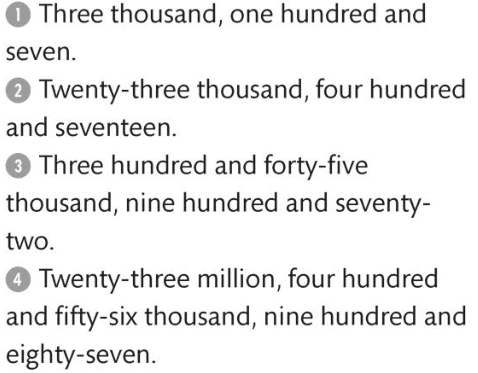 1 Three thousand, one hundred and
seven.
2 Twenty-three thousand, four hundred
and seventeen.
3 Three hundred and forty-five
thousand, nine hundred and seventy-
two.
4 Twenty-three million, four hundred
and fifty-six thousand, nine hundred and
eighty-seven.